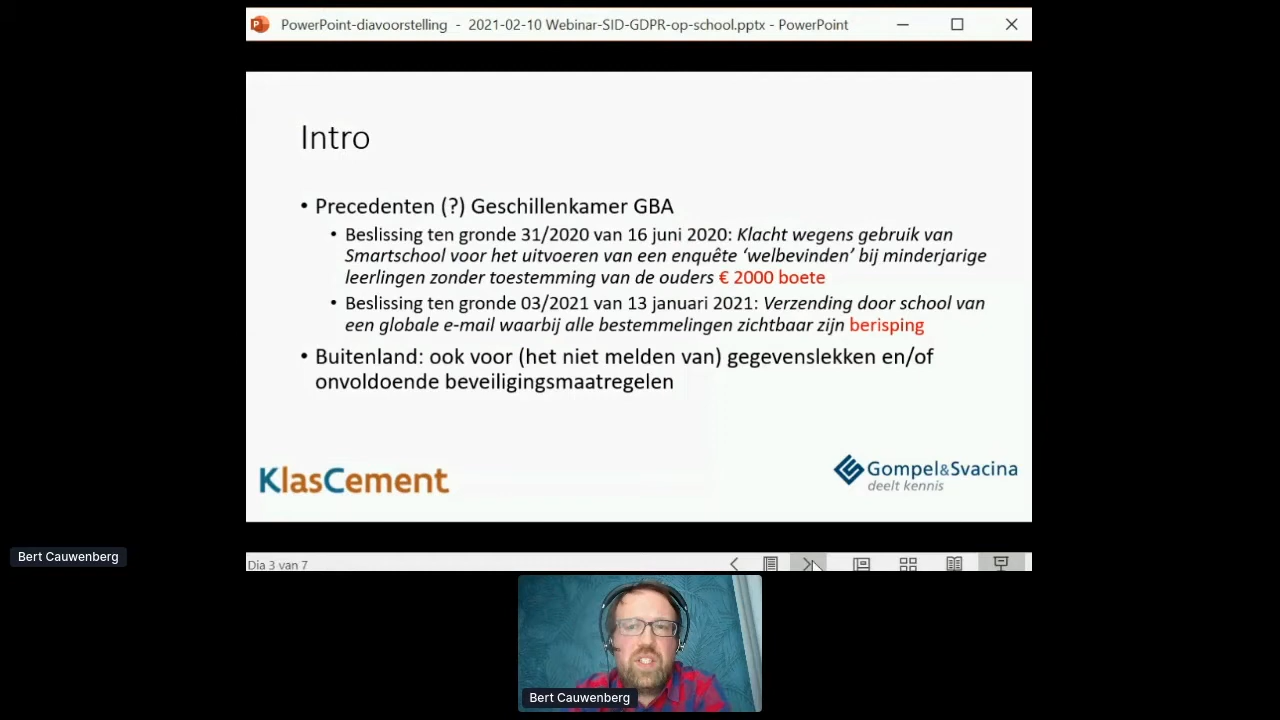 PowerPoint-diavoorstelling - 2021-02-10 Webinar-SID-GDPR-op-school.pptx - PowerPoint
Intro
• Precedenten (?) Geschillenkamer GBA
• Beslissing ten gronde 31/2020 van 16 juni 2020: Klacht wegens gebruik van
Smartschool voor het uitvoeren van een enquête ‘welbevinden’ bij minderjarige
leerlingen zonder toestemming van de ouders € 2000 boete
• Beslissing ten gronde 03/2021 van 13 januari 2021: Verzending door school van
een globale e-mail waarbij alle bestemmelingen zichtbaar zijn berisping
• Buitenland: ook voor (het niet melden van) gegevenslekken en/of
onvoldoende beveiligingsmaatregelen
KlasCement
Gompel&Svacina
deelt kennis
Bert Cauwenberg
Dia 3 van 7
Bert Cauwenberg